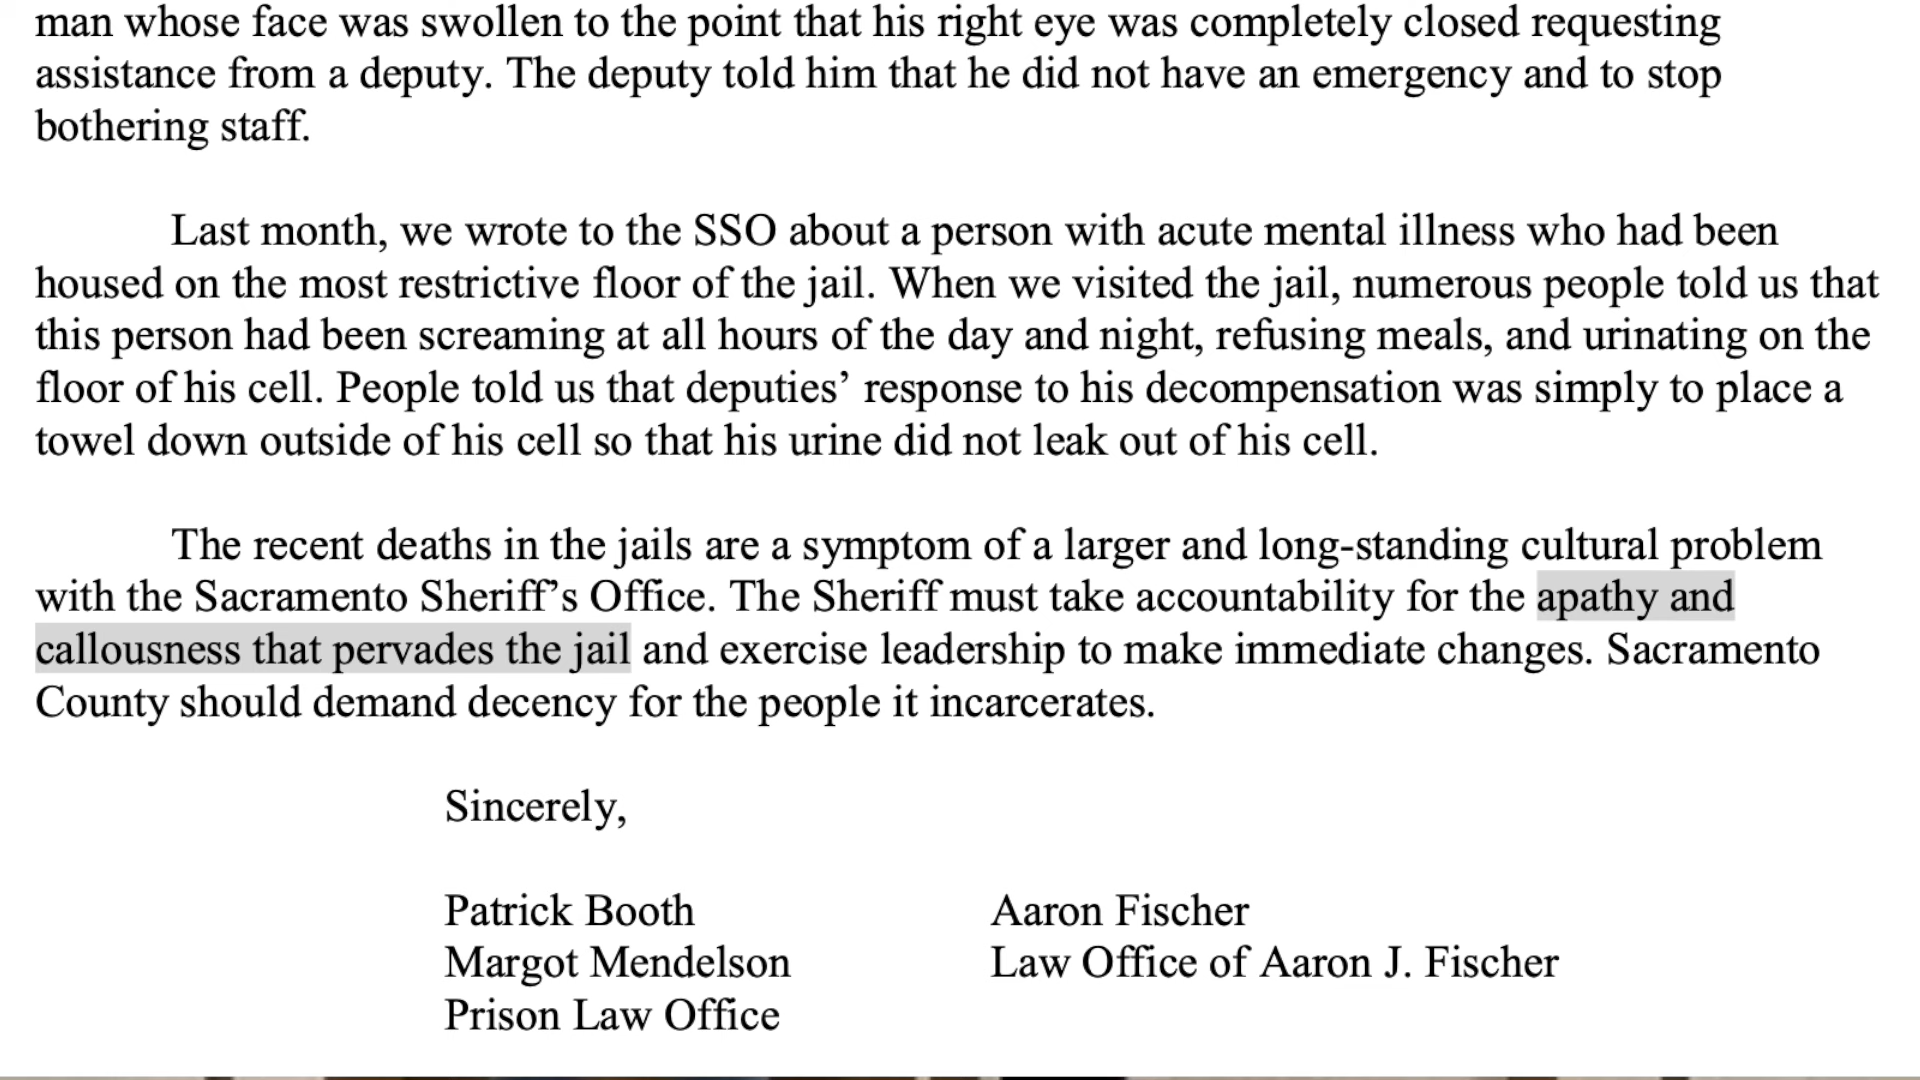 man whose face was swollen to the point that his right eye was completely closed requesting
assistance from a deputy. The deputy told him that he did not have an emergency and to stop
bothering staff.
Last month, we wrote to the SSO about a person with acute mental illness who had been
housed on the most restrictive floor of the jail. When we visited the jail, numerous people told us that
this person had been screaming at all hours of the day and night, refusing meals, and urinating on the
floor of his cell. People told us that deputies’ response to his decompensation was simply to place a
towel down outside of his cell so that his urine did not leak out of his cell.
The recent deaths in the jails are a symptom of a larger and long-standing cultural problem
with the Sacramento Sheriff’s Office. The Sheriff must take accountability for the apathy and
callousness that pervades the jail and exercise leadership to make immediate changes. Sacramento
County should demand decency for the people it incarcerates.
Sincerely,
Patrick Booth Aaron Fischer
Margot Mendelson Law Office of Aaron J. Fischer
Prison Law Office